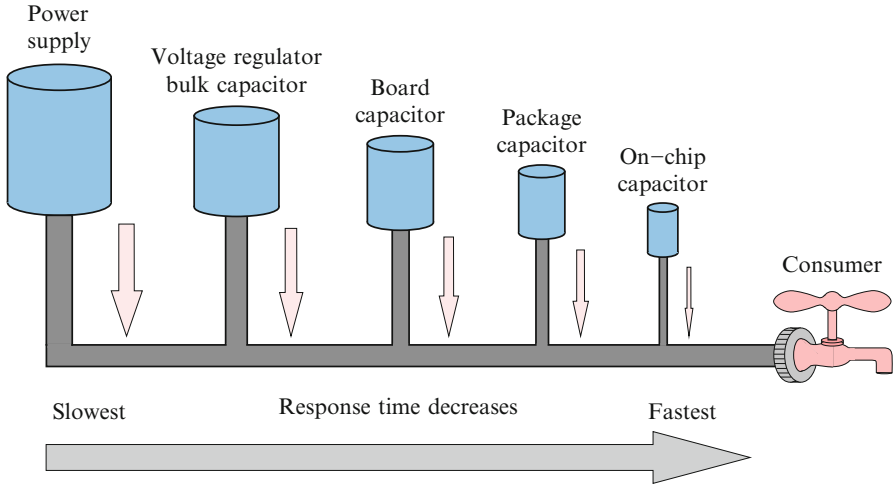 Power
supply
Voltage regulator
bulk capacitor
Board
capacitor
Package
capacitor
On−chip
capacitor
Consumer
Slowest
Response time decreases
Fastest